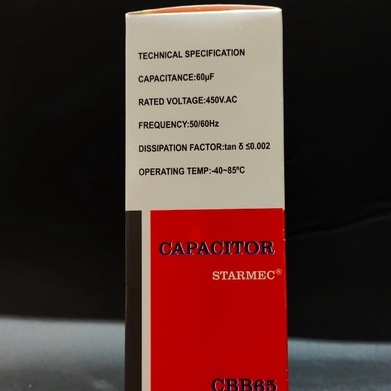 TECHNICAL SPECIFICATION
CAPACITANCE:60μF
RATED VOLTAGE:450V.AC
FREQUENCY:50/60Hz
DISSIPATION FACTOR:tan δ ≤0.002
OPERATING TEMP:-40~85°C
CAPACITOR
STARMEC®
CBB65